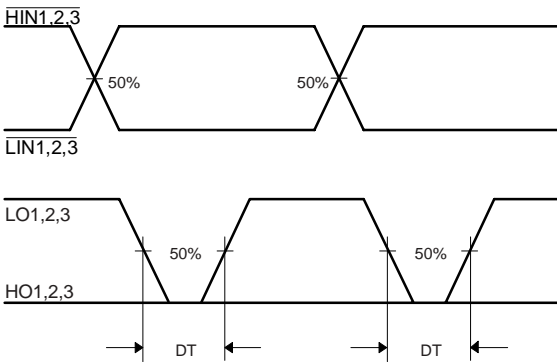 HIN1,2,3
50% 50%
LIN1,2,3
LO1,2,3
50% 50%
HO1,2,3
DT DT